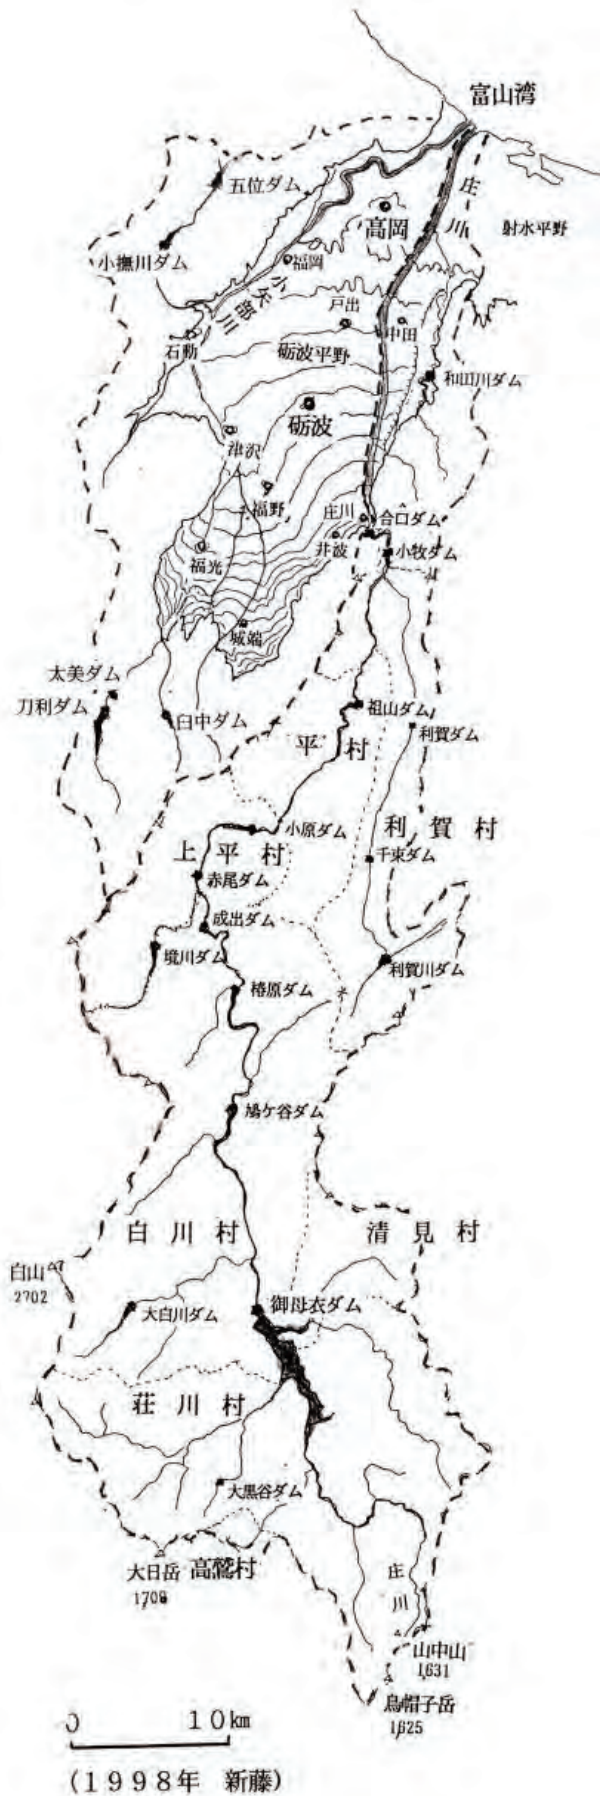 富山湾
五位ダム
庄川
高岡
射水平野
小撫川ダム
福岡
小矢部川
戸出
中田
石動
砺波平野
和田川ダム
砺波
津沢
福野
庄川
合口ダム
井波
小牧ダム
福光
城端
太美ダム
刀利ダム
臼中ダム
祖山ダム
利賀ダム
平村
小原ダム
利賀村
上平村
千束ダム
赤尾ダム
成出ダム
境川ダム
利賀川ダム
椿原ダム
鳩ケ谷ダム
白川村
清見村
白山
2702
大白川ダム
御母衣ダム
荘川村
大黒谷ダム
大日岳
1709
高鷲村
庄川
山中山
1631
烏帽子岳
1625
0 10km
(1998年 新藤)